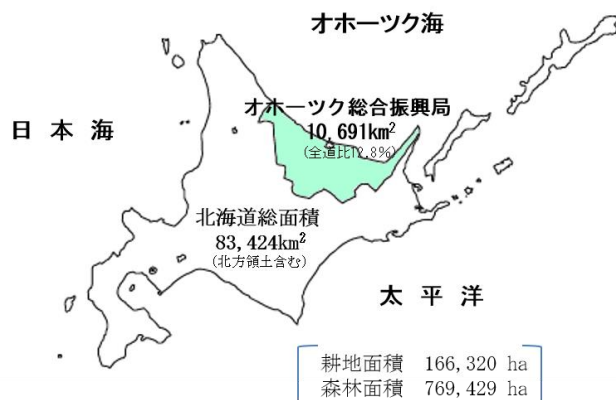 オホーツク海
オホーツク総合振興局
10,691km²
(全道比12.8%)
日本海
北海道総面積
83,424km²
(北方領土含む)
太平洋
耕地面積 166,320 ha
森林面積 769,429 ha